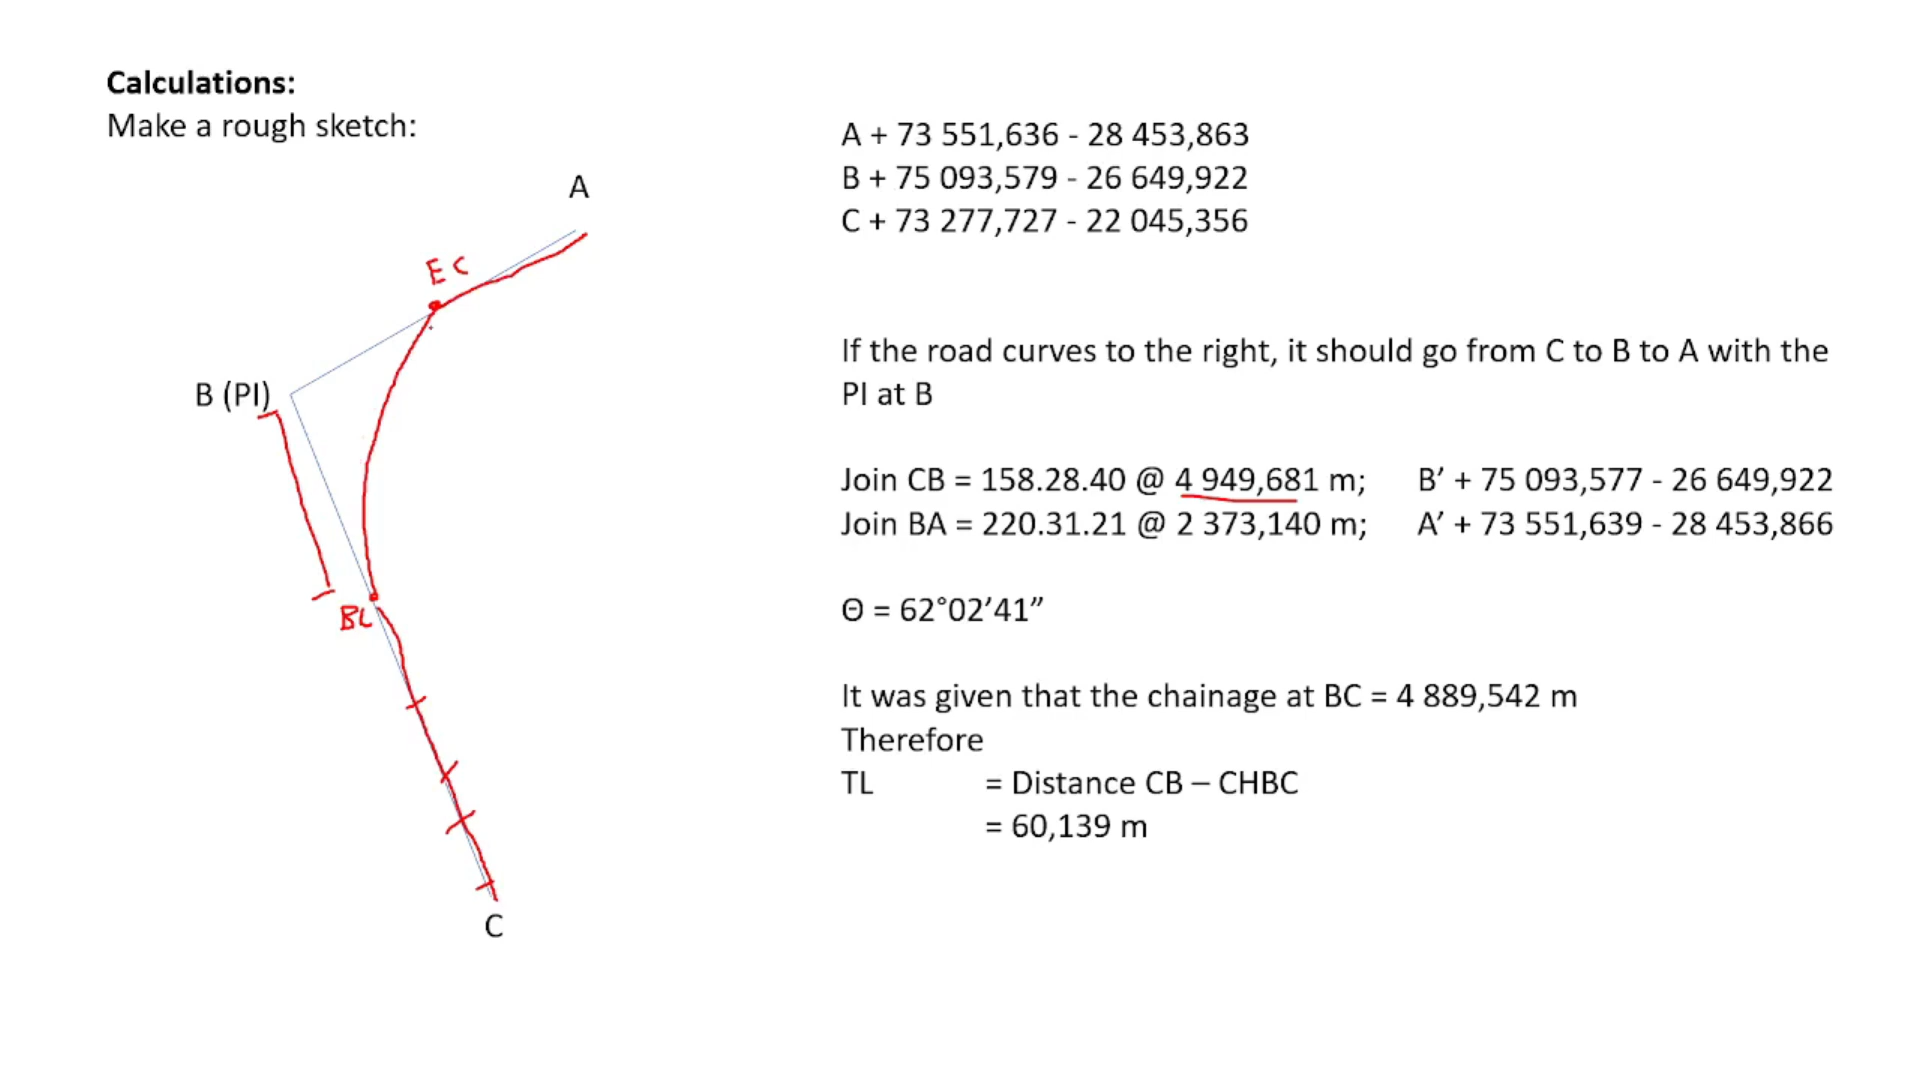 Calculations:
Make a rough sketch:
A
EC
B (PI)
BC
C
A + 73 551,636 - 28 453,863
B + 75 093,579 - 26 649,922
C + 73 277,727 - 22 045,356
If the road curves to the right, it should go from C to B to A with the
PI at B
Join CB = 158.28.40 @ 4 949,681 m; B′ + 75 093,577 - 26 649,922
Join BA = 220.31.21 @ 2 373,140 m; A′ + 73 551,639 - 28 453,866
Θ = 62°02′41″
It was given that the chainage at BC = 4 889,542 m
Therefore
TL = Distance CB – CHBC
= 60,139 m